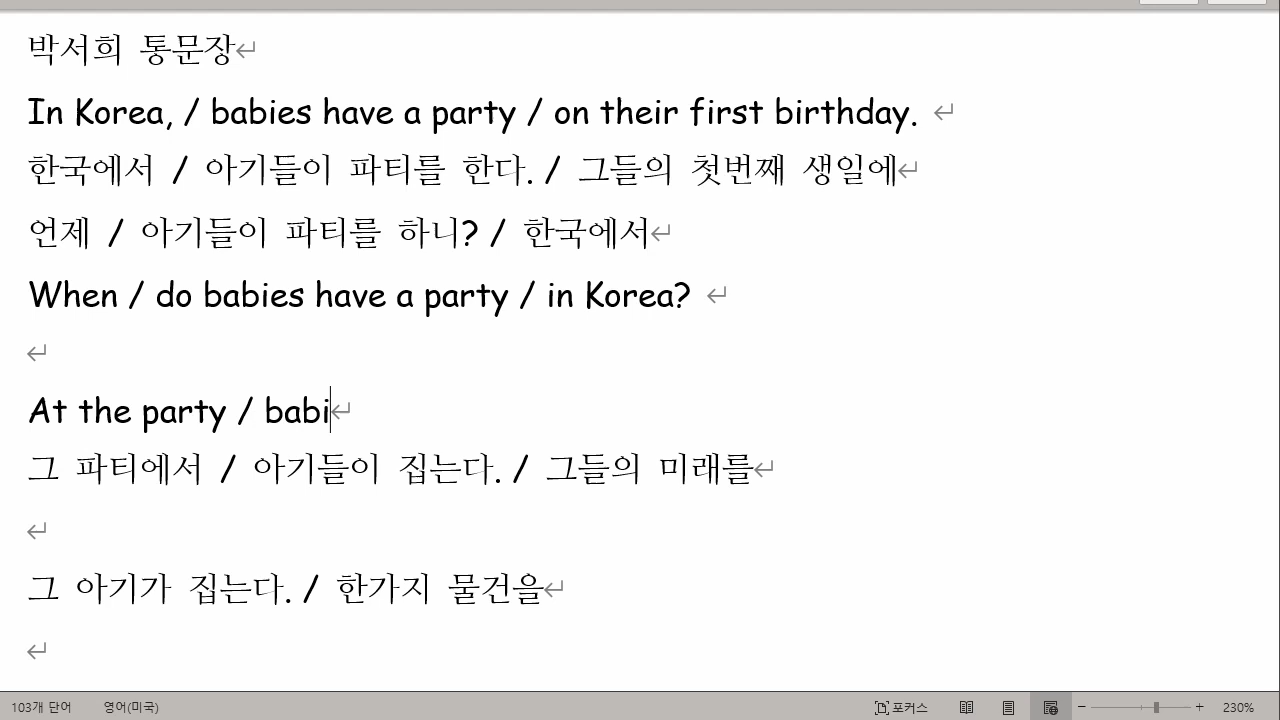 박서희 통문장
In Korea, / babies have a party / on their first birthday.
한국에서 / 아기들이 파티를 한다. / 그들의 첫번째 생일에
언제 / 아기들이 파티를 하니? / 한국에서
When / do babies have a party / in Korea?
At the party / babi
그 파티에서 / 아기들이 집는다. / 그들의 미래를
그 아기가 집는다. / 한가지 물건을
103개 단어 영어(미국) 포커스 230%